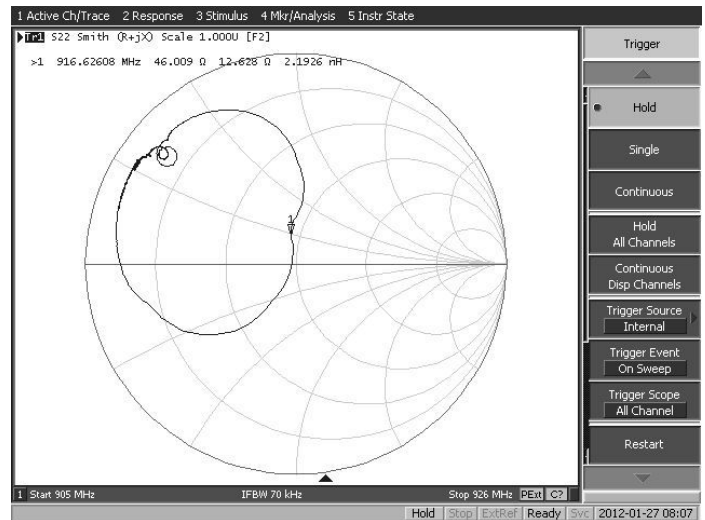 1 Active Ch/Trace 2 Response 3 Stimulus 4 Mkr/Analysis 5 Instr State
Tr1 S22 Smith (R+jX) Scale 1.000U [F2]
>1 916.62608 MHz 46.009 Ω 12.628 Ω 2.1926 nH
1
Trigger
Hold
Single
Continuous
Hold
All Channels
Continuous
Disp Channels
Trigger Source
Internal
Trigger Event
On Sweep
Trigger Scope
All Channel
Restart
1 Start 905 MHz IFBW 70 kHz Stop 926 MHz PExt C?
Hold Stop ExtRef Ready Svc 2012-01-27 08:07